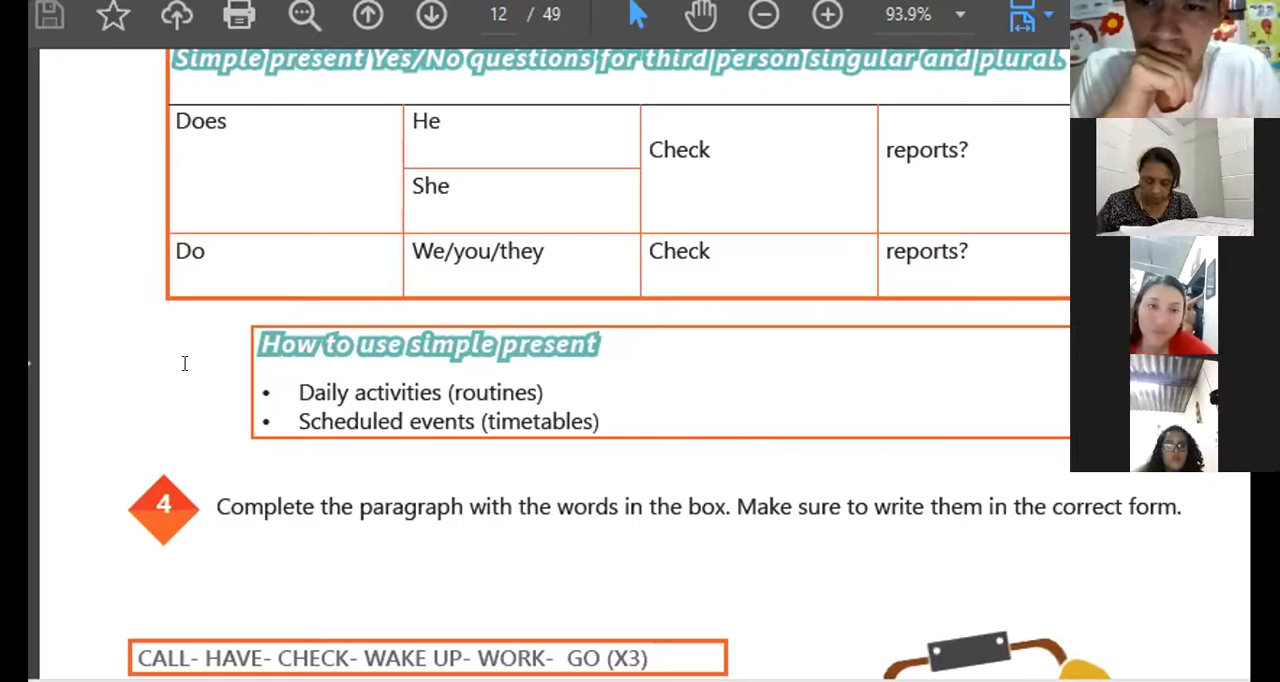 12 / 49
93.9%
Simple present Yes/No questions for third person singular and plural.
Does He Check reports?
She
Do We/you/they Check reports?
How to use simple present
• Daily activities (routines)
• Scheduled events (timetables)
4 Complete the paragraph with the words in the box. Make sure to write them in the correct form.
CALL- HAVE- CHECK- WAKE UP- WORK- GO (X3)